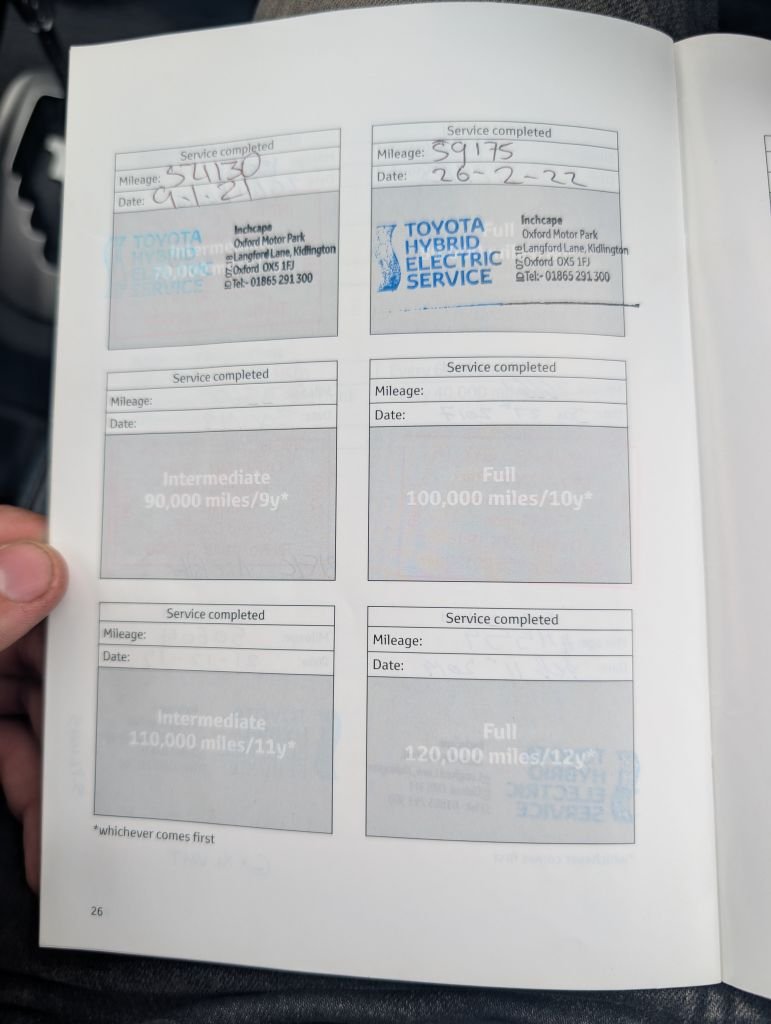 Service completed
Mileage: 54130
Date: 9.1.21
TOYOTA
HYBRID
ELECTRIC
SERVICE
Inchcape
Oxford Motor Park
Langford Lane, Kidlington
Oxford OX5 1FJ
Tel:- 01865 291 300
Service completed
Mileage: 59175
Date: 26-2-22
TOYOTA
HYBRID
ELECTRIC
SERVICE
Full
Inchcape
Oxford Motor Park
Langford Lane, Kidlington
Oxford OX5 1FJ
Tel:- 01865 291 300
Service completed
Mileage:
Date:
Intermediate
90,000 miles/9y*
Service completed
Mileage:
Date:
Full
100,000 miles/10y*
Service completed
Mileage:
Date:
Intermediate
110,000 miles/11y*
Service completed
Mileage:
Date:
Full
120,000 miles/12y*
*whichever comes first
26